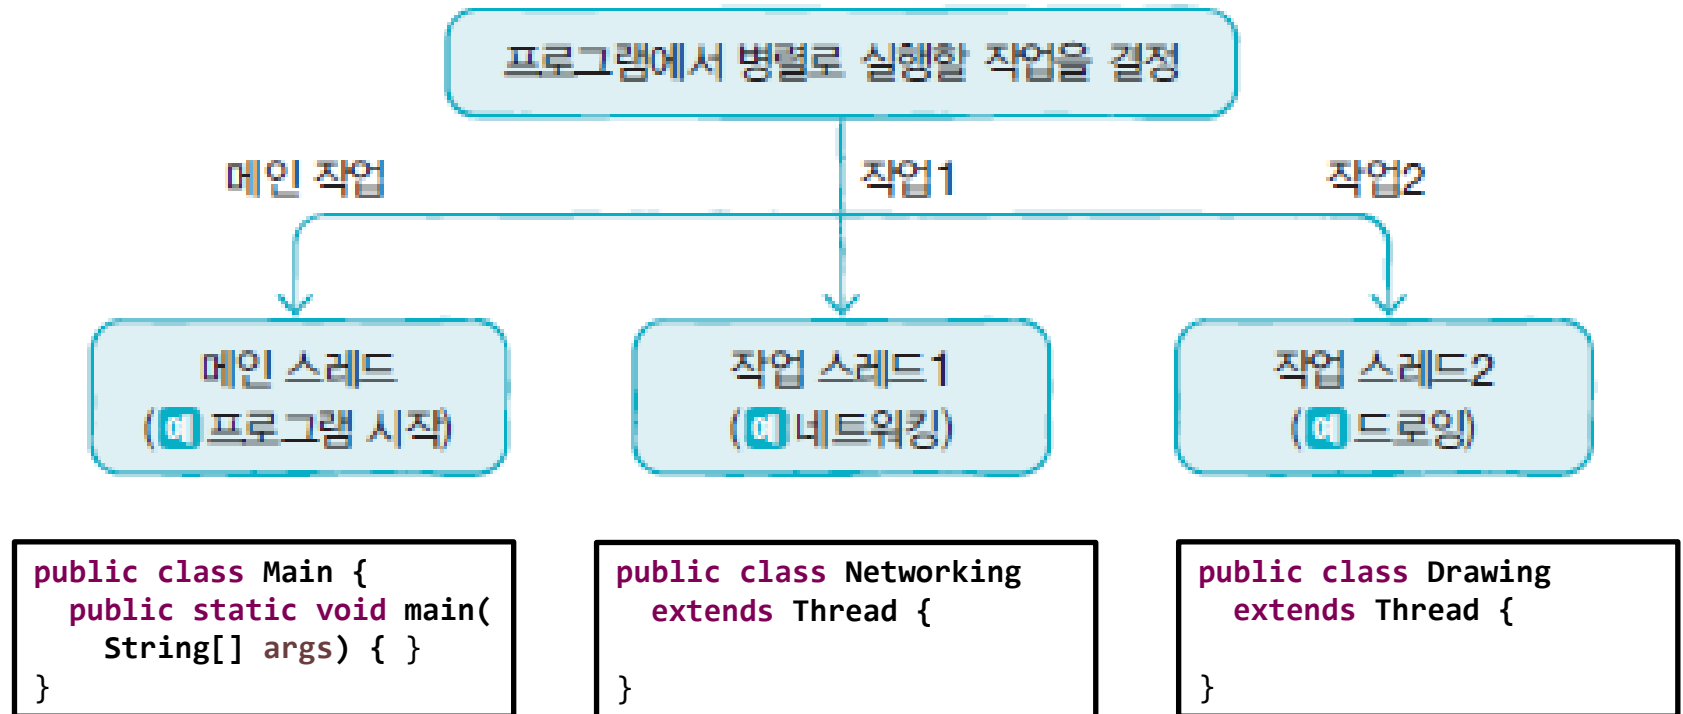 프로그램에서 병렬로 실행할 작업을 결정
메인 작업
작업1
작업2
메인 스레드
(예 프로그램 시작)
작업 스레드1
(예 네트워킹)
작업 스레드2
(예 드로잉)
public class Main {
public static void main(
String[] args) { }
}
public class Networking
extends Thread {
}
public class Drawing
extends Thread {
}